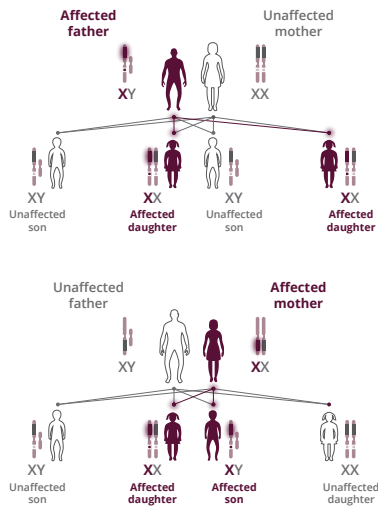 Affected
father
Unaffected
mother
XY
XX
XY
Unaffected
son
XX
Affected
daughter
XY
Unaffected
son
XX
Affected
daughter
Unaffected
father
Affected
mother
XY
XX
XY
Unaffected
son
XX
Affected
daughter
XY
Affected
son
XX
Unaffected
daughter